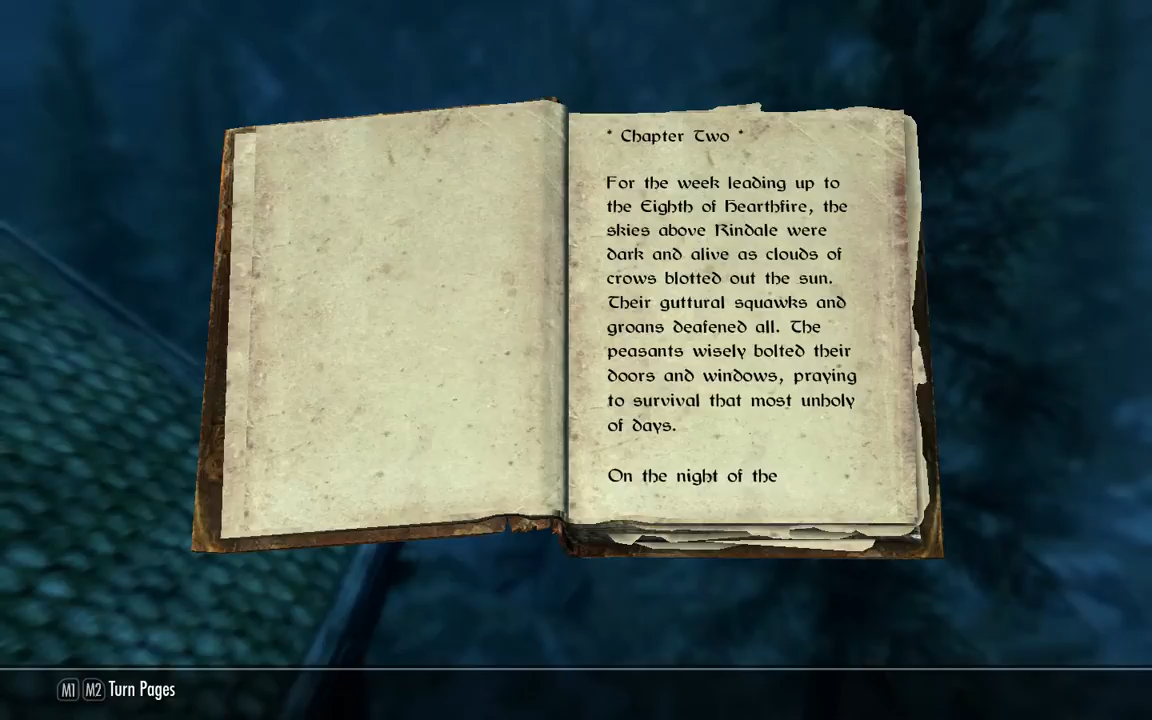 * Chapter Two *
For the week leading up to
the Eighth of Hearthfire, the
skies above Rindale were
dark and alive as clouds of
crows blotted out the sun.
Their guttural squawks and
groans deafened all. The
peasants wisely bolted their
doors and windows, praying
to survival that most unholy
of days.
On the night of the
M1 M2 Turn Pages